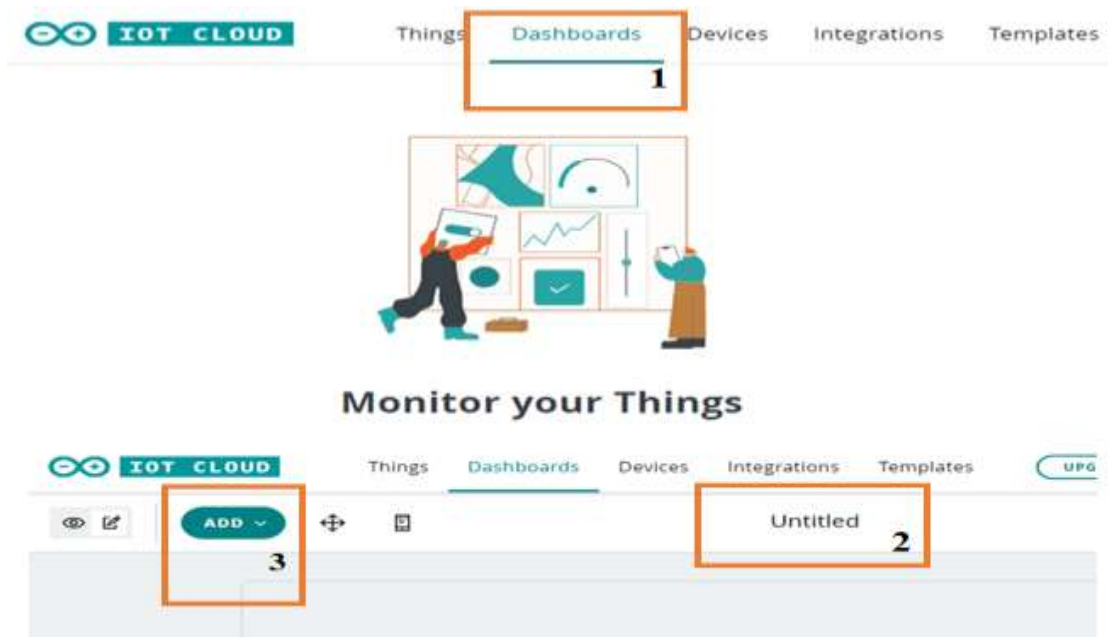 IOT CLOUD Things Dashboards Devices Integrations Templates
1
Monitor your Things
IOT CLOUD Things Dashboards Devices Integrations Templates UPG
ADD Untitled
2
3